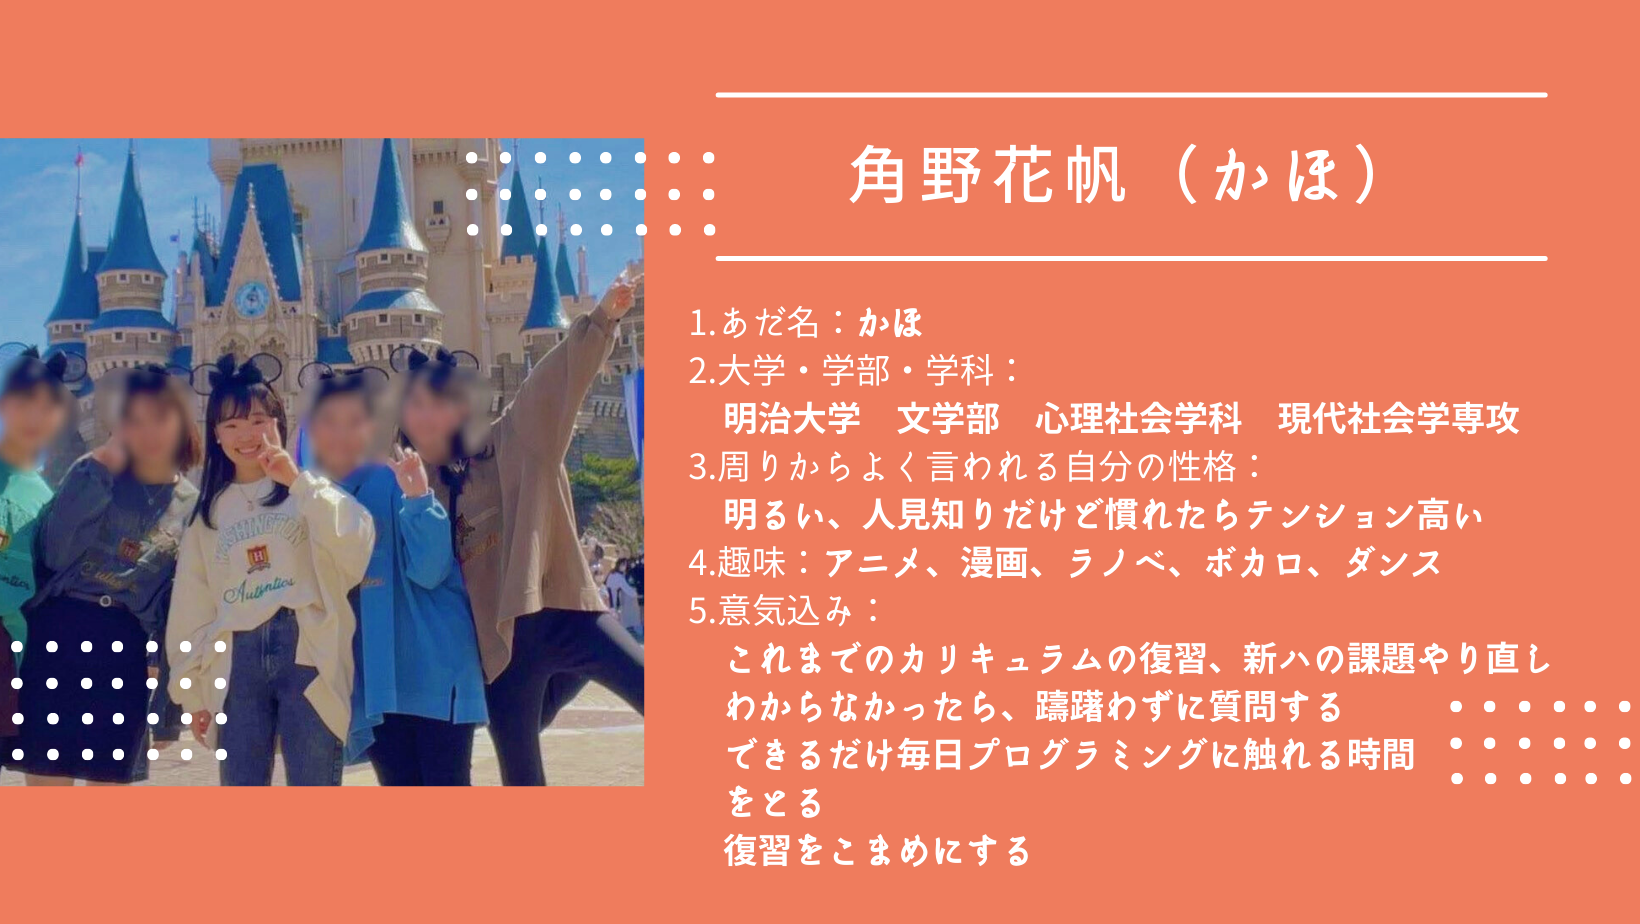 角野花帆（かほ）
1.あだ名：かほ
2.大学・学部・学科：
明治大学　文学部　心理社会学科　現代社会学専攻
3.周りからよく言われる自分の性格：
明るい、人見知りだけど慣れたらテンション高い
4.趣味：アニメ、漫画、ラノベ、ボカロ、ダンス
5.意気込み：
これまでのカリキュラムの復習、新ハの課題やり直し
わからなかったら、躊躇わずに質問する
できるだけ毎日プログラミングに触れる時間
をとる
復習をこまめにする
WASHINGTON
H
Authentics